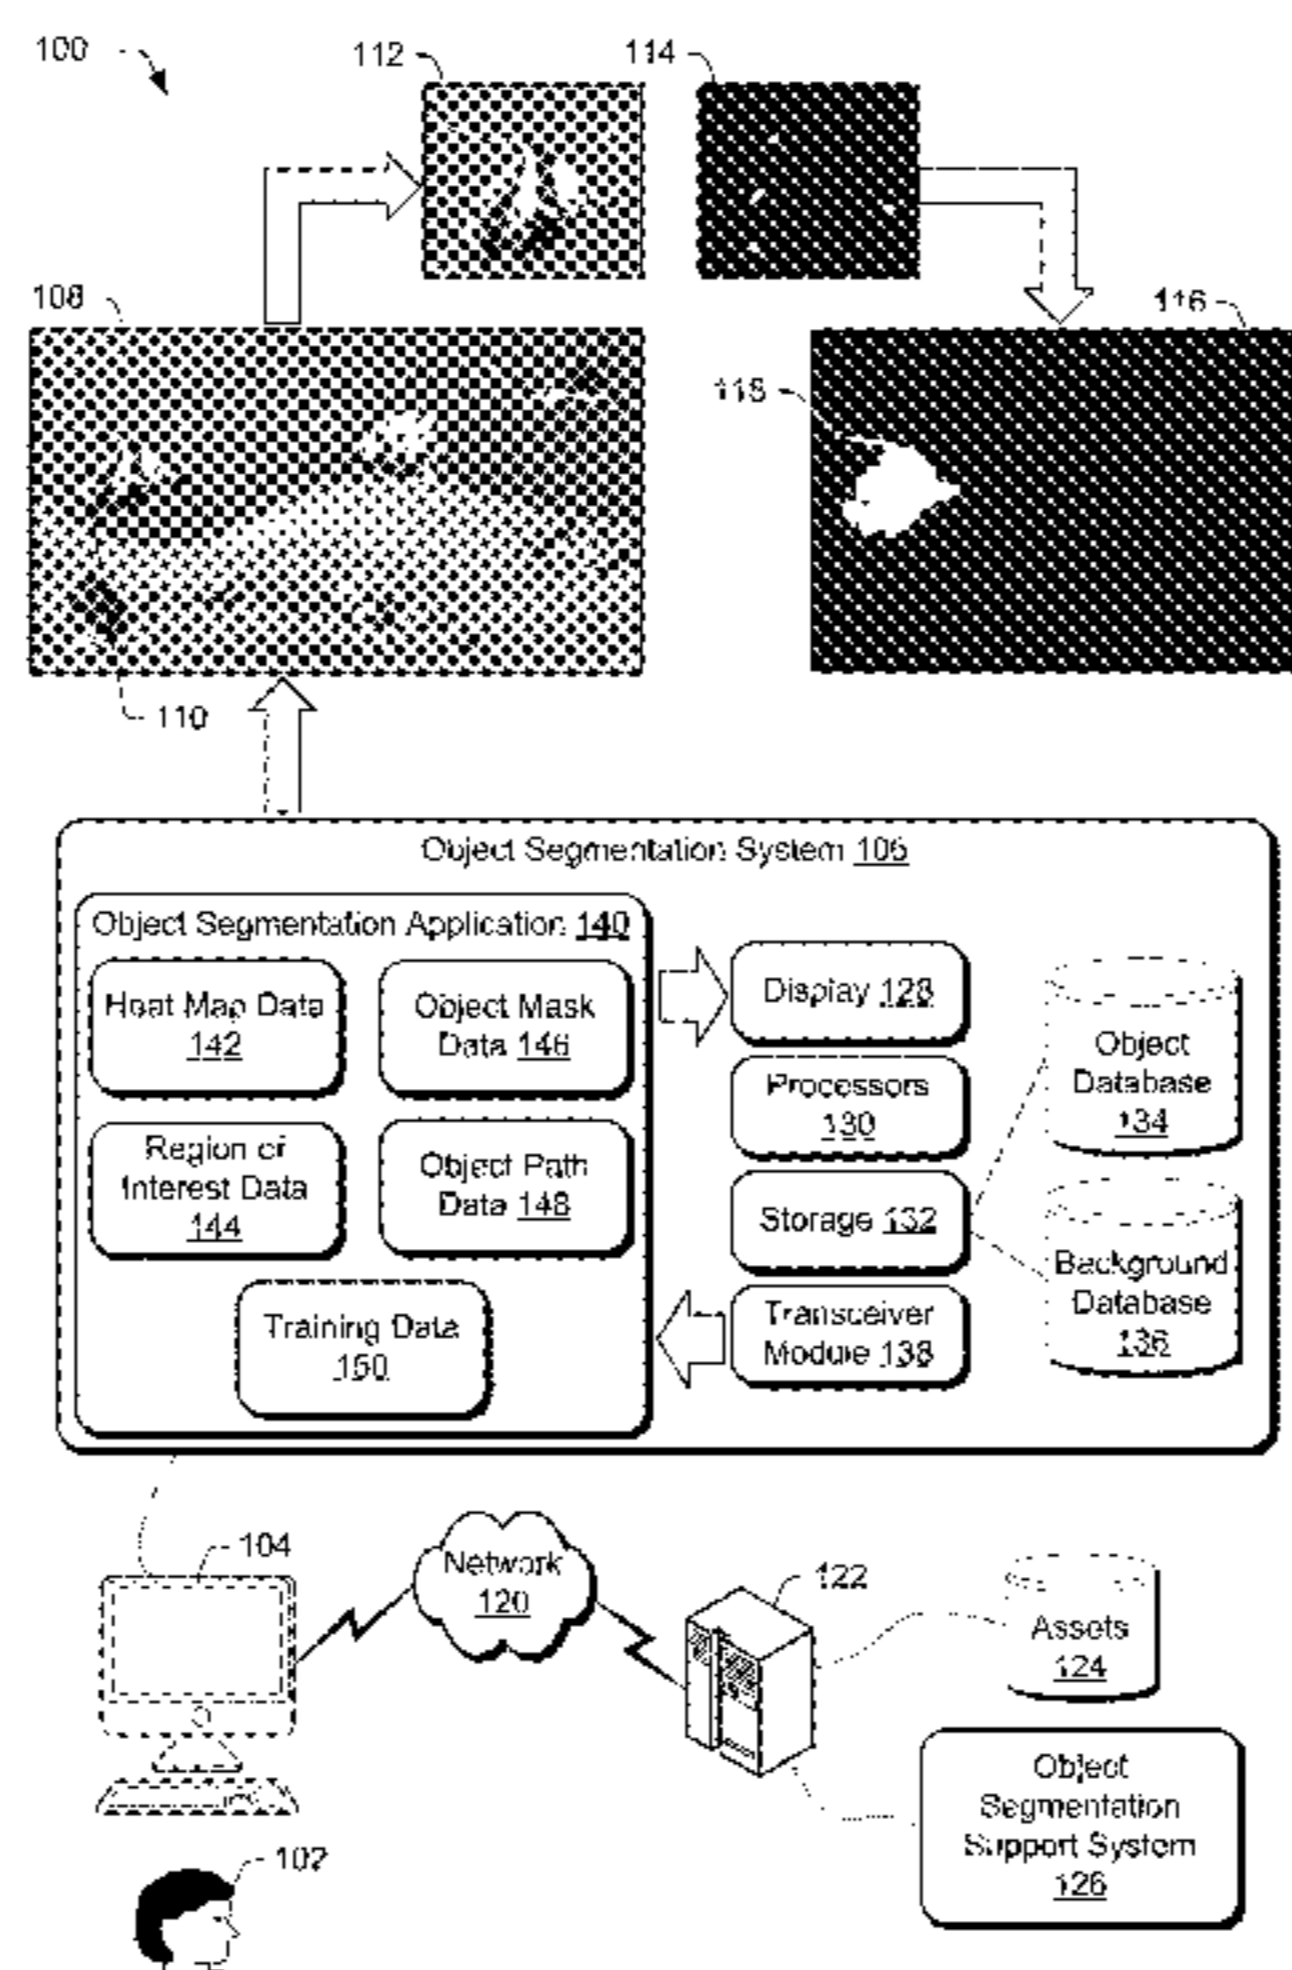 100
112
114
108
116
118
110
Object Segmentation System 106
Object Segmentation Application 140
Heat Map Data
142
Object Mask
Data 146
Region of
Interest Data
144
Object Path
Data 148
Training Data
150
Display 128
Processors
130
Storage 132
Transceiver
Module 138
Object
Database
134
Background
Database
136
104
Network
120
122
Assets
124
Object
Segmentation
Support System
126
102